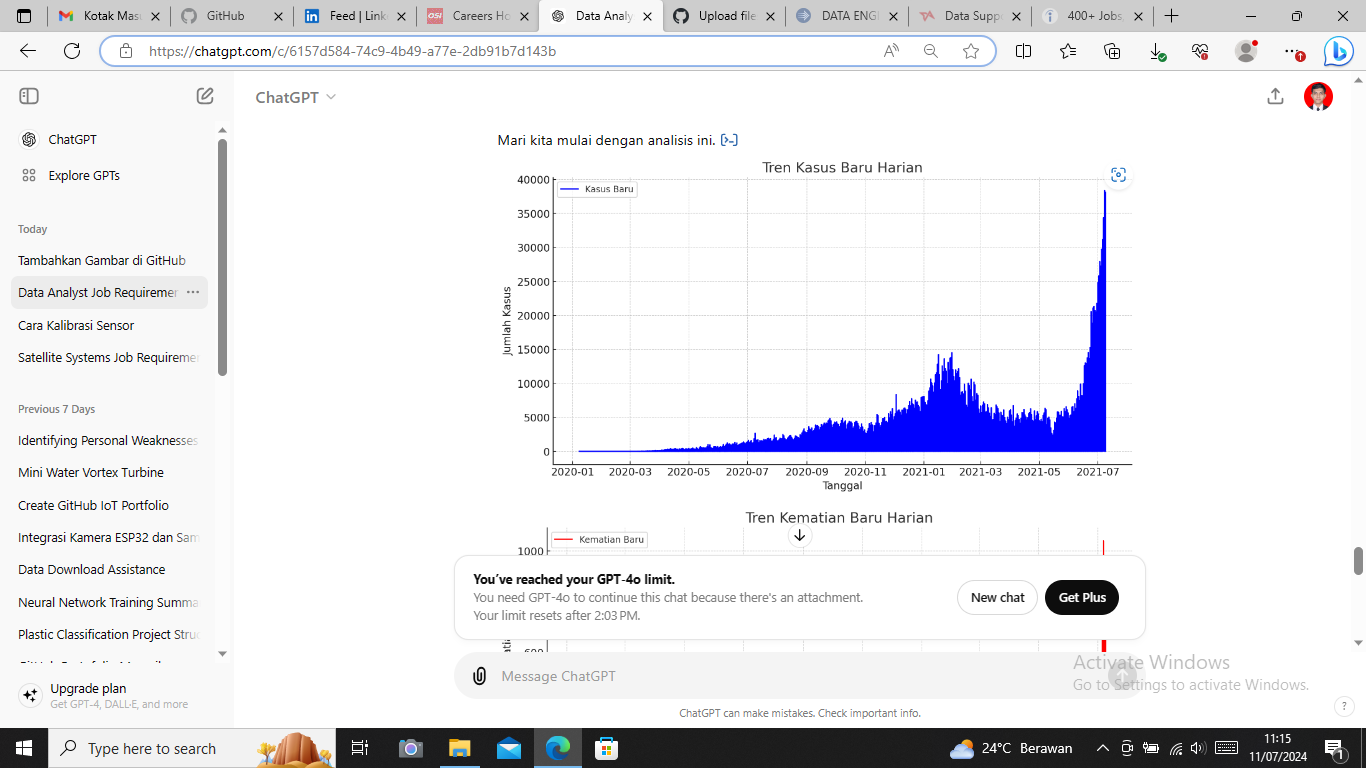 Kotak Mas
GitHub
Feed | Link
OSI
Careers Ho
Data Analy
Upload file
DATA ENG
Data Supp
400+ Jobs,
https://chatgpt.com/c/6157d584-74c9-4b49-a77e-2db91b7d143b
ChatGPT
Explore GPTs
Today
Tambahkan Gambar di GitHub
Data Analyst Job Requiremer
Cara Kalibrasi Sensor
Satellite Systems Job Requireme
Previous 7 Days
Identifying Personal Weaknesses
Mini Water Vortex Turbine
Create GitHub IoT Portfolio
Integrasi Kamera ESP32 dan Sam
Data Download Assistance
Neural Network Training Summa
Plastic Classification Project Stru
Upgrade plan
Get GPT-4, DALL·E, and more
ChatGPT
Mari kita mulai dengan analisis ini.
Tren Kasus Baru Harian
Kasus Baru
Jumlah Kasus
40000
35000
30000
25000
20000
15000
10000
5000
0
2020-01 2020-03 2020-05 2020-07 2020-09 2020-11 2021-01 2021-03 2021-05 2021-07
Tanggal
Tren Kematian Baru Harian
Kematian Baru
1000
You've reached your GPT-4o limit.
You need GPT-4o to continue this chat because there's an attachment.
Your limit resets after 2:03 PM.
New chat
Get Plus
Message ChatGPT
ChatGPT can make mistakes. Check important info.
Activate Windows
Go to Settings to activate Windows.
?
Type here to search
24°C Berawan
11:15
11/07/2024
1